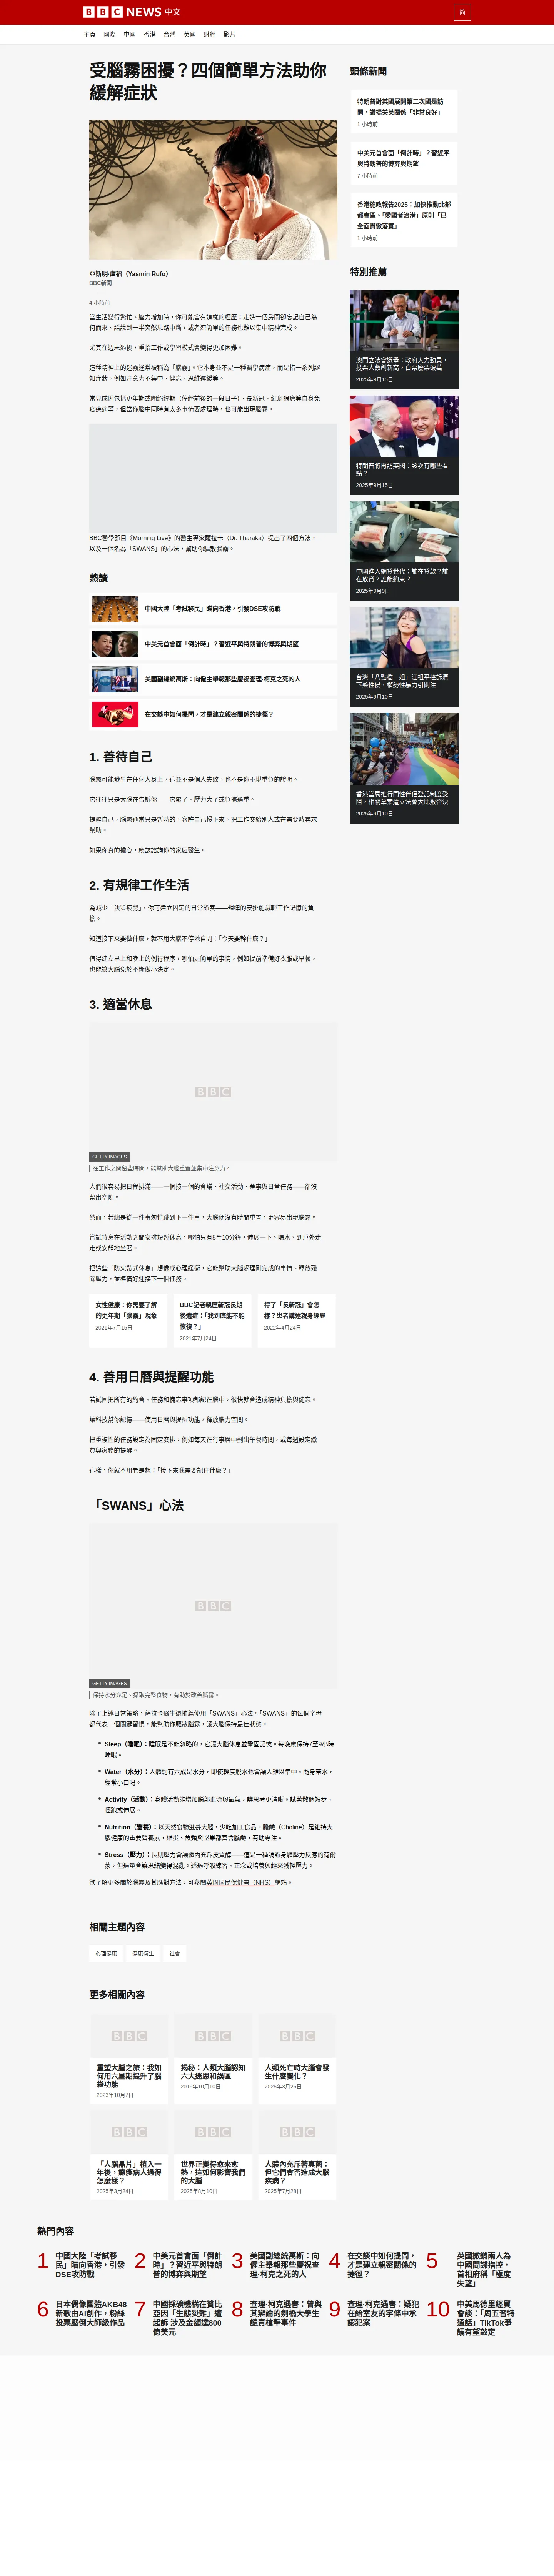 BBC NEWS 中文
简
主頁 國際 中國 香港 台灣 英國 財經 影片
受腦霧困擾？四個簡單方法助你
緩解症狀
亞斯明·盧福（Yasmin Rufo）
BBC新聞
4 小時前
當生活變得繁忙、壓力增加時，你可能會有這樣的經歷：走進一個房間卻忘記自己為
何而來、話說到一半突然思路中斷，或者連簡單的任務也難以集中精神完成。
尤其在週末過後，重拾工作或學習模式會變得更加困難。
這種精神上的迷霧通常被稱為「腦霧」。它本身並不是一種醫學病症，而是指一系列認
知症狀，例如注意力不集中、健忘、思緒遲緩等。
常見成因包括更年期或圍絕經期（停經前後的一段日子）、長新冠、紅斑狼瘡等自身免
疫疾病等，但當你腦中同時有太多事情要處理時，也可能出現腦霧。
BBC醫學節目《Morning Live》的醫生專家薩拉卡（Dr. Tharaka）提出了四個方法，
以及一個名為「SWANS」的心法，幫助你驅散腦霧。
熱讀
中國大陸「考試移民」瞄向香港，引發DSE攻防戰
中美元首會面「倒計時」？習近平與特朗普的博弈與期望
美國副總統萬斯：向僱主舉報那些慶祝查理·柯克之死的人
在交談中如何提問，才是建立親密關係的捷徑？
1. 善待自己
腦霧可能發生在任何人身上，這並不是個人失敗，也不是你不堪重負的證明。
它往往只是大腦在告訴你——它累了、壓力大了或負擔過重。
提醒自己，腦霧通常只是暫時的，容許自己慢下來，把工作交給別人或在需要時尋求
幫助。
如果你真的擔心，應該諮詢你的家庭醫生。
2. 有規律工作生活
為減少「決策疲勞」，你可建立固定的日常節奏——規律的安排能減輕工作記憶的負
擔。
知道接下來要做什麼，就不用大腦不停地自問：「今天要幹什麼？」
值得建立早上和晚上的例行程序，哪怕是簡單的事情，例如提前準備好衣服或早餐，
也能讓大腦免於不斷做小決定。
3. 適當休息
BBC
GETTY IMAGES
在工作之間留些時間，能幫助大腦重置並集中注意力。
人們很容易把日程排滿——一個接一個的會議、社交活動、差事與日常任務——卻沒
留出空隙。
然而，若總是從一件事匆忙跳到下一件事，大腦便沒有時間重置，更容易出現腦霧。
嘗試特意在活動之間安排短暫休息，哪怕只有5至10分鐘，伸展一下、喝水、到戶外走
走或安靜地坐著。
把這些「防火帶式休息」想像成心理緩衝，它能幫助大腦處理剛完成的事情、釋放殘
餘壓力，並準備好迎接下一個任務。
女性健康：你需要了解
的更年期「腦霧」現象
2021年7月15日
BBC記者親歷新冠長期
後遺症：「我到底能不能
恢復？」
2021年7月24日
得了「長新冠」會怎
樣？患者講述親身經歷
2022年4月24日
4. 善用日曆與提醒功能
若試圖把所有的約會、任務和備忘事項都記在腦中，很快就會造成精神負擔與健忘。
讓科技幫你記憶——使用日曆與提醒功能，釋放腦力空間。
把重複性的任務設定為固定安排，例如每天在行事曆中劃出午餐時間，或每週設定繳
費與家務的提醒。
這樣，你就不用老是想：「接下來我需要記住什麼？」
「SWANS」心法
BBC
GETTY IMAGES
保持水分充足、攝取完整食物，有助於改善腦霧。
除了上述日常策略，薩拉卡醫生還推薦使用「SWANS」心法。「SWANS」的每個字母
都代表一個關鍵習慣，能幫助你驅散腦霧，讓大腦保持最佳狀態。
Sleep（睡眠）：睡眠是不能忽略的，它讓大腦休息並鞏固記憶。每晚應保持7至9小時
睡眠。
Water（水分）：人體約有六成是水分，即使輕度脫水也會讓人難以集中。隨身帶水，
經常小口喝。
Activity（活動）：身體活動能增加腦部血流與氧氣，讓思考更清晰。試著散個短步、
輕跑或伸展。
Nutrition（營養）：以天然食物滋養大腦，少吃加工食品。膽鹼（Choline）是維持大
腦健康的重要營養素，雞蛋、魚類與堅果都富含膽鹼，有助專注。
Stress（壓力）：長期壓力會讓體內充斥皮質醇——這是一種調節身體壓力反應的荷爾
蒙，但過量會讓思緒變得混亂。透過呼吸練習、正念或培養興趣來減輕壓力。
欲了解更多關於腦霧及其應對方法，可參閱英國國民保健署（NHS）網站。
相關主題內容
心理健康 健康衛生 社會
更多相關內容
BBC BBC BBC
重塑大腦之旅：我如
何用六星期提升了腦
袋功能
2023年10月7日
揭秘：人類大腦認知
六大迷思和誤區
2019年10月10日
人類死亡時大腦會發
生什麼變化？
2025年3月25日
BBC BBC BBC
「人腦晶片」植入一
年後，癱瘓病人過得
怎麼樣？
2025年3月24日
世界正變得愈來愈
熱，這如何影響我們
的大腦
2025年8月10日
人體內充斥著真菌：
但它們會否造成大腦
疾病？
2025年7月28日
頭條新聞
特朗普對英國展開第二次國是訪
問，讚揚美英關係「非常良好」
1 小時前
中美元首會面「倒計時」？習近平
與特朗普的博弈與期望
7 小時前
香港施政報告2025：加快推動北部
都會區、「愛國者治港」原則「已
全面貫徹落實」
1 小時前
特別推薦
澳門立法會選舉：政府大力動員，
投票人數創新高，白票廢票破萬
2025年9月15日
特朗普將再訪英國：該次有哪些看
點？
2025年9月15日
中國進入網貸世代：誰在貸款？誰
在放貸？誰能約束？
2025年9月9日
台灣「八點檔一姐」江祖平控訴遭
下藥性侵，權勢性暴力引關注
2025年9月10日
香港當局推行同性伴侶登記制度受
阻，相關草案遭立法會大比數否決
2025年9月10日
熱門內容
1 中國大陸「考試移
民」瞄向香港，引發
DSE攻防戰
2 中美元首會面「倒計
時」？習近平與特朗
普的博弈與期望
3 美國副總統萬斯：向
僱主舉報那些慶祝查
理·柯克之死的人
4 在交談中如何提問，
才是建立親密關係的
捷徑？
5 英國撤銷兩人為
中國間諜指控，
首相府稱「極度
失望」
6 日本偶像團體AKB48
新歌由AI創作，粉絲
投票壓倒大師級作品
7 中國採礦機構在贊比
亞因「生態災難」遭
起訴 涉及金額達800
億美元
8 查理·柯克遇害：曾與
其辯論的劍橋大學生
譴責槍擊事件
9 查理·柯克遇害：疑犯
在給室友的字條中承
認犯案
10 中美馬德里經貿
會談：「周五習特
通話」TikTok爭
議有望敲定